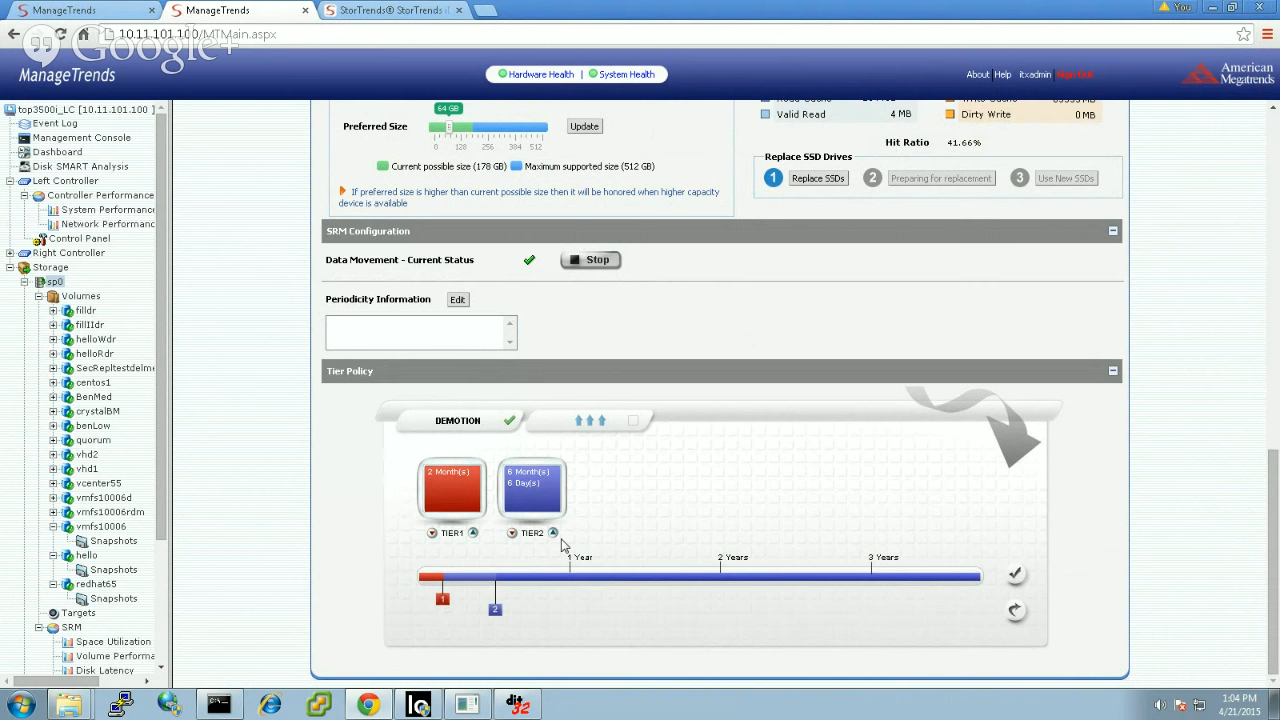 ManageTrends
ManageTrends
StorTrends® StorTrends i
You
10.11.101.100/MTMain.aspx
Google+
ManageTrends
Hardware Health | System Health
About Help itxadmin Sign Out
American Megatrends
top3500i_LC [10.11.101.100 ]
Event Log
Management Console
Dashboard
Disk SMART Analysis
Left Controller
Controller Performance
System Performance
Network Performanc
Control Panel
Right Controller
Storage
sp0
Volumes
filldr
fillIIdr
helloWdr
helloRdr
SecRepltestdelme
centos1
BenMed
crystalBM
benLow
quorum
vhd2
vhd1
vcenter55
vmfs10006d
vmfs10006rdm
vmfs10006
Snapshots
hello
Snapshots
redhat65
Snapshots
Targets
SRM
Space Utilization
Volume Performa
Disk Latency
64 GB
Preferred Size
Update
0 128 256 384 512
Current possible size (178 GB) Maximum supported size (512 GB)
If preferred size is higher than current possible size then it will be honored when higher capacity
device is available
Valid Read 4 MB
Dirty Write 0MB
Hit Ratio 41.66%
Replace SSD Drives
1 Replace SSDs 2 Preparing for replacement 3 Use New SSDs
SRM Configuration
Data Movement - Current Status Stop
Periodicity Information Edit
Tier Policy
DEMOTION
2 Month(s)
6 Month(s)
6 Day(s)
TIER1 TIER2
1 Year 2 Years 3 Years
1
2
1:04 PM
4/21/2015